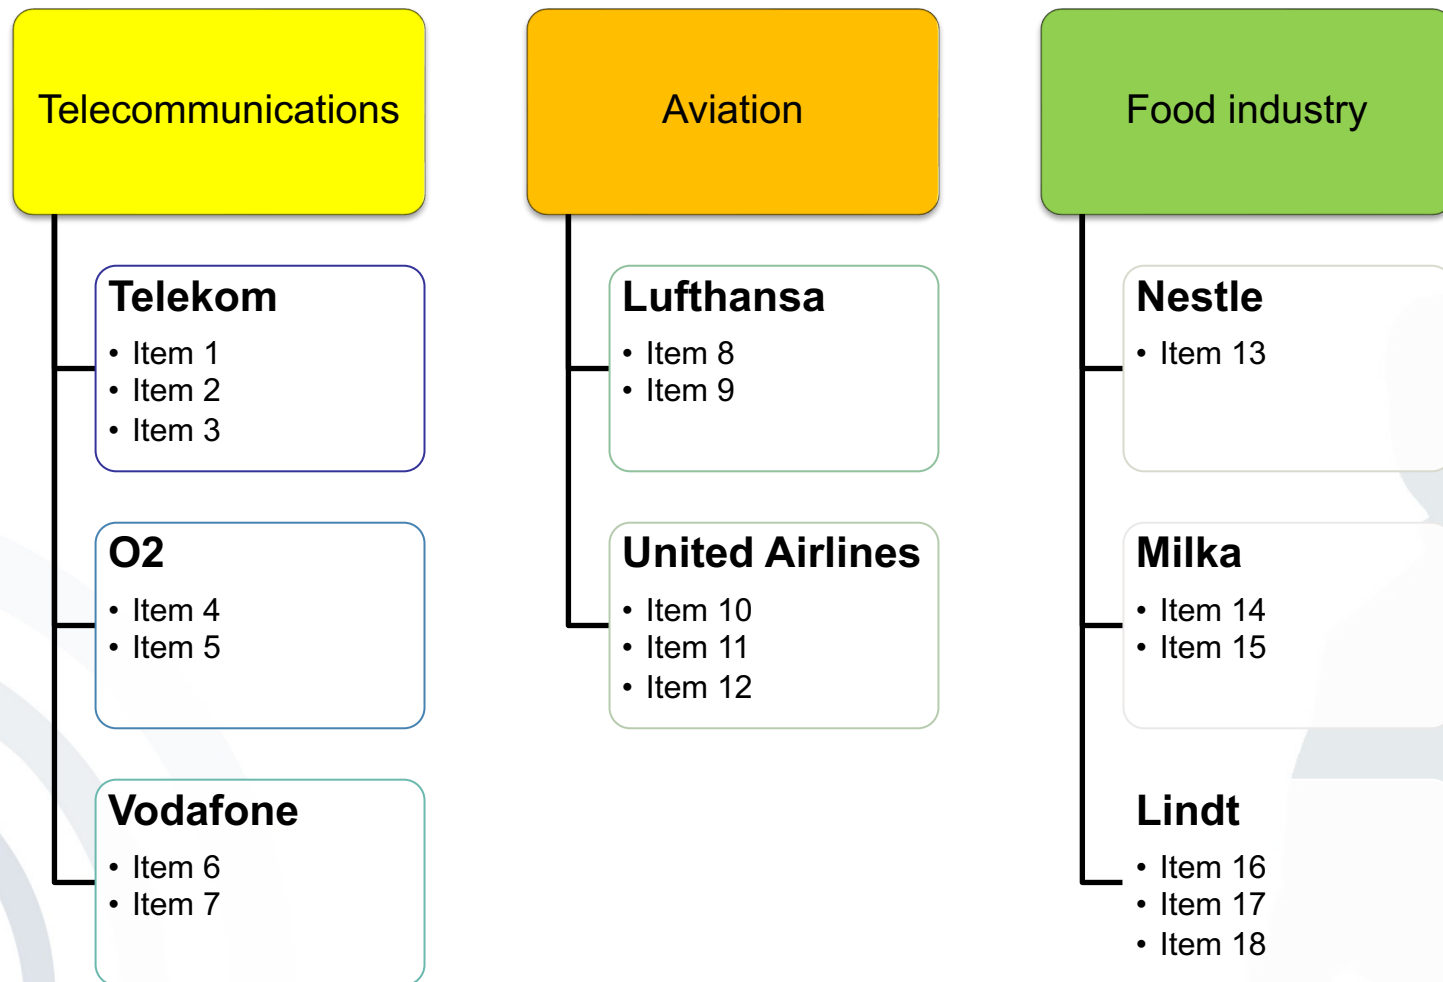 Telecommunications
Telekom
• Item 1
• Item 2
• Item 3
O2
• Item 4
• Item 5
Vodafone
• Item 6
• Item 7
Aviation
Lufthansa
• Item 8
• Item 9
United Airlines
• Item 10
• Item 11
• Item 12
Food industry
Nestle
• Item 13
Milka
• Item 14
• Item 15
Lindt
• Item 16
• Item 17
• Item 18